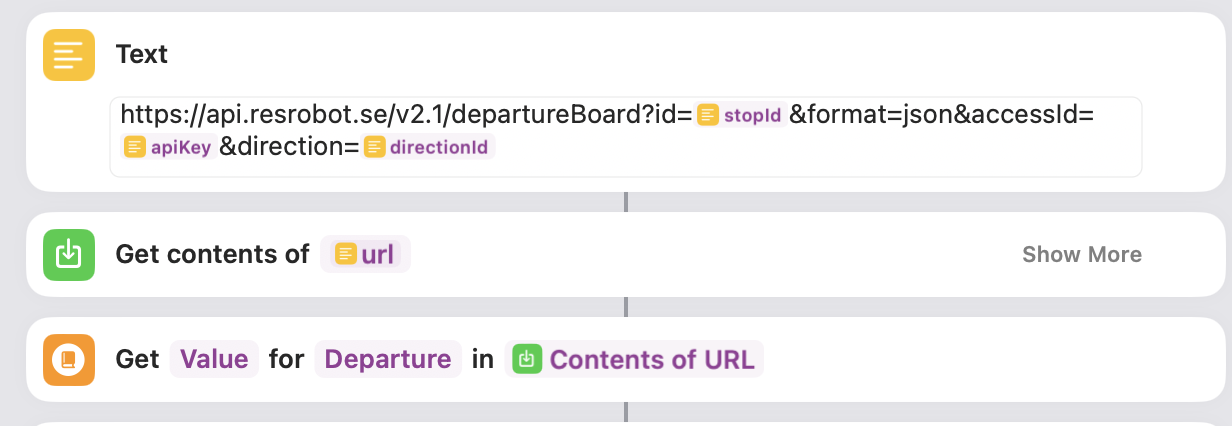 Text
https://api.resrobot.se/v2.1/departureBoard?id= stopId &format=json&accessId=
apiKey &direction= directionId
Get contents of url Show More
Get Value for Departure in Contents of URL